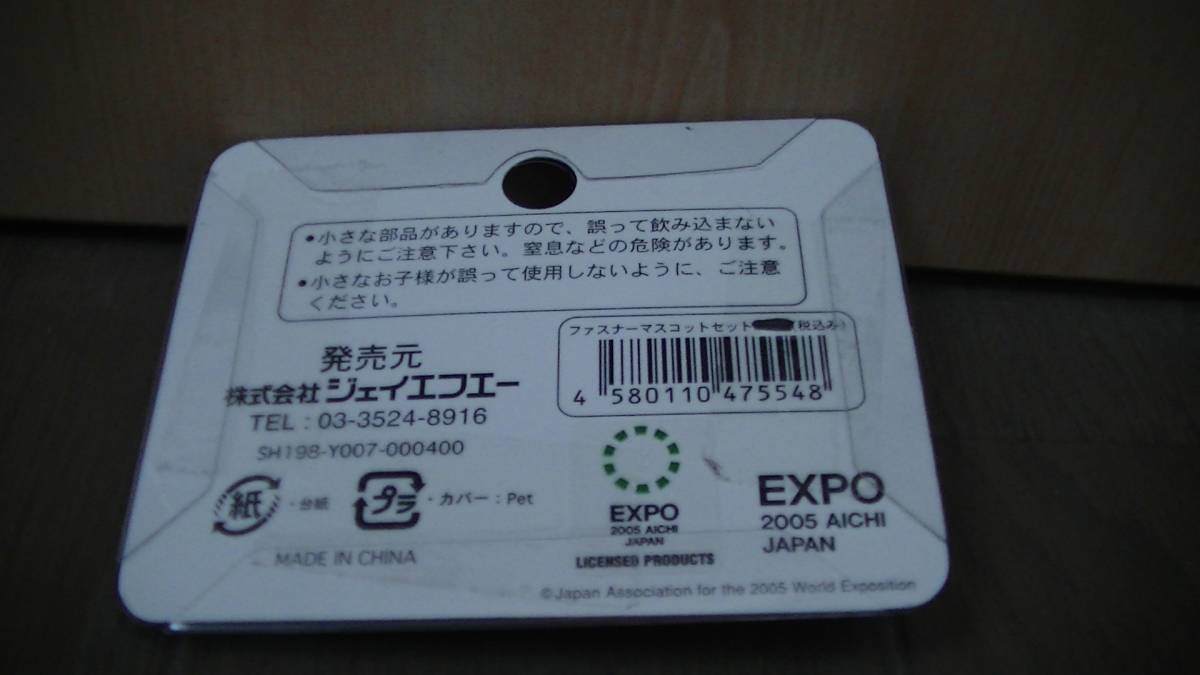 •小さな部品がありますので、誤って飲み込まない
ようにご注意下さい。窒息などの危険があります。
•小さなお子様が誤って使用しないように、ご注意
ください。
ファスナーマスコットセット (税込み)
4 580110 475548
発売元
株式会社 ジェイエフエー
TEL : 03-3524-8916
SH198-Y007-000400
紙 ・台紙 プラ ・カバー : Pet
MADE IN CHINA
EXPO
2005 AICHI
JAPAN
LICENSED PRODUCTS
EXPO
2005 AICHI
JAPAN
©Japan Association for the 2005 World Exposition